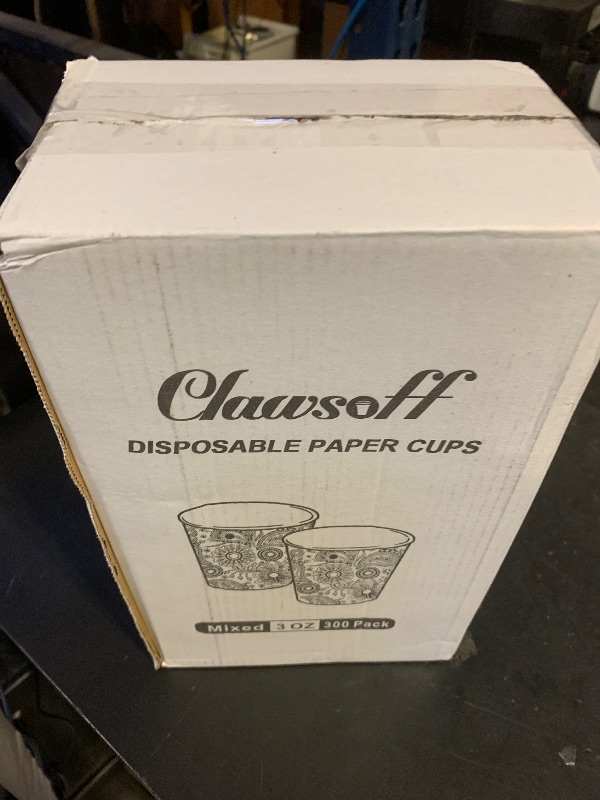 Clawsoff
DISPOSABLE PAPER CUPS
Mixed 3 OZ 300 Pack